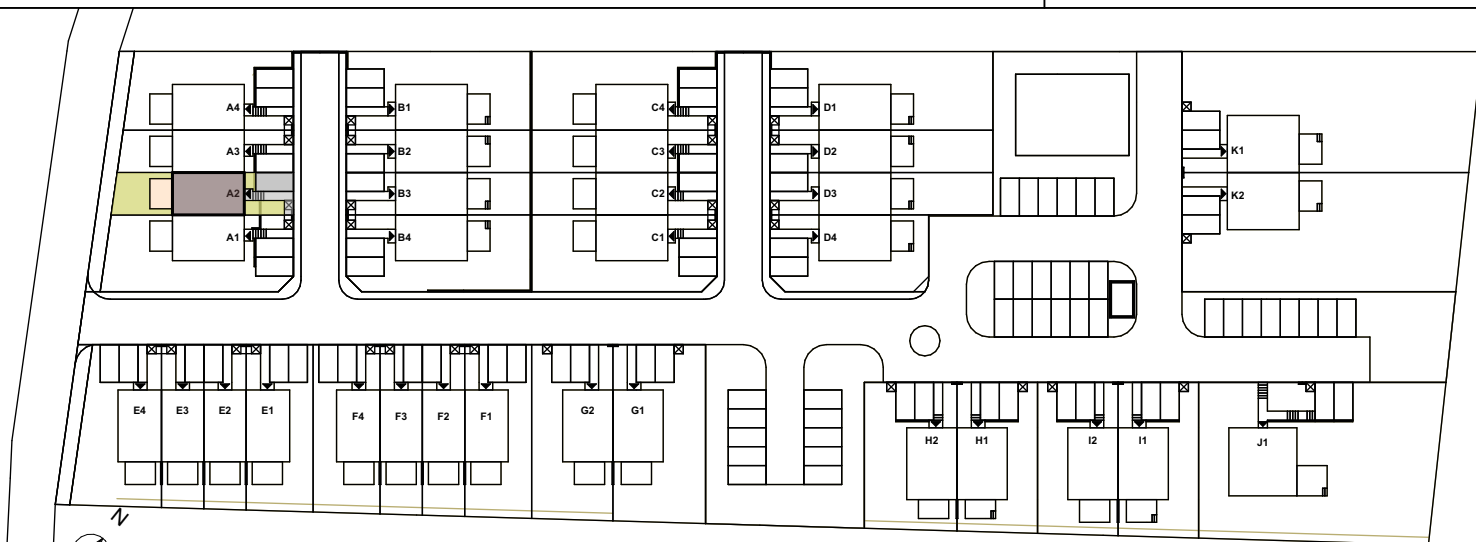 A4 B1 C4 D1
A3 B2 C3 D2 K1
A2 B3 C2 D3 K2
A1 B4 C1 D4
E4 E3 E2 E1 F4 F3 F2 F1 G2 G1
H2 H1 I2 I1 J1
N